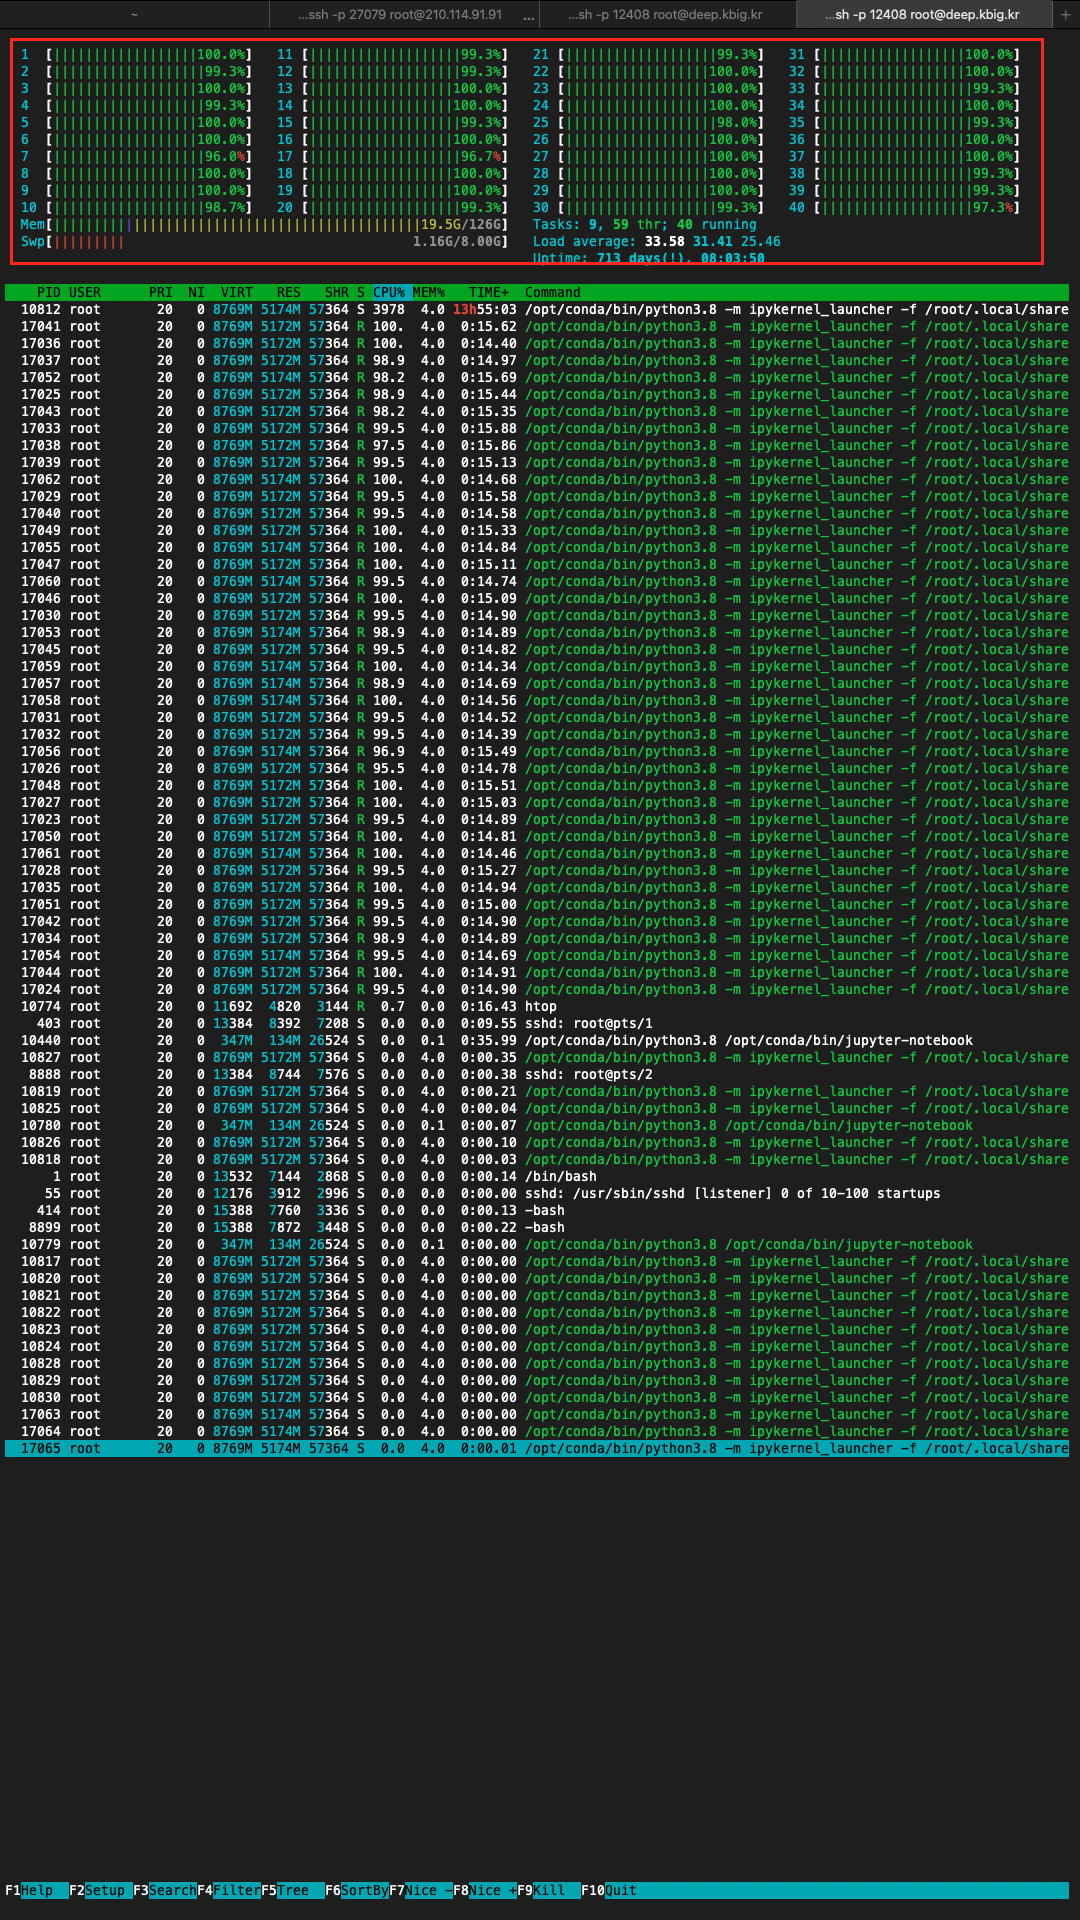 ~ ...ssh -p 27079 root@210.114.91.91 ... ...sh -p 12408 root@deep.kbig.kr ...sh -p 12408 root@deep.kbig.kr +
1 [||||||||||||||||||100.0%] 11 [|||||||||||||||||||99.3%] 21 [|||||||||||||||||||99.3%] 31 [||||||||||||||||||100.0%]
2 [|||||||||||||||||||99.3%] 12 [|||||||||||||||||||99.3%] 22 [||||||||||||||||||100.0%] 32 [||||||||||||||||||100.0%]
3 [||||||||||||||||||100.0%] 13 [||||||||||||||||||100.0%] 23 [||||||||||||||||||100.0%] 33 [|||||||||||||||||||99.3%]
4 [|||||||||||||||||||99.3%] 14 [||||||||||||||||||100.0%] 24 [||||||||||||||||||100.0%] 34 [||||||||||||||||||100.0%]
5 [||||||||||||||||||100.0%] 15 [|||||||||||||||||||99.3%] 25 [|||||||||||||||||||98.0%] 35 [|||||||||||||||||||99.3%]
6 [||||||||||||||||||100.0%] 16 [||||||||||||||||||100.0%] 26 [||||||||||||||||||100.0%] 36 [||||||||||||||||||100.0%]
7 [|||||||||||||||||||96.0%] 17 [|||||||||||||||||||96.7%] 27 [||||||||||||||||||100.0%] 37 [||||||||||||||||||100.0%]
8 [||||||||||||||||||100.0%] 18 [||||||||||||||||||100.0%] 28 [||||||||||||||||||100.0%] 38 [|||||||||||||||||||99.3%]
9 [||||||||||||||||||100.0%] 19 [||||||||||||||||||100.0%] 29 [||||||||||||||||||100.0%] 39 [|||||||||||||||||||99.3%]
10 [|||||||||||||||||||98.7%] 20 [|||||||||||||||||||99.3%] 30 [|||||||||||||||||||99.3%] 40 [|||||||||||||||||||97.3%]
Mem[||||||||||||||||||||||||||||||||||||||||||||||19.5G/126G] Tasks: 9, 59 thr; 40 running
Swp[||||||||| 1.16G/8.00G] Load average: 33.58 31.41 25.46
Uptime: 713 days(!), 08:03:50
PID USER PRI NI VIRT RES SHR S CPU% MEM% TIME+ Command
10812 root 20 0 8769M 5174M 57364 S 3978 4.0 13h55:03 /opt/conda/bin/python3.8 -m ipykernel_launcher -f /root/.local/share
17041 root 20 0 8769M 5172M 57364 R 100. 4.0 0:15.62 /opt/conda/bin/python3.8 -m ipykernel_launcher -f /root/.local/share
17036 root 20 0 8769M 5172M 57364 R 100. 4.0 0:14.40 /opt/conda/bin/python3.8 -m ipykernel_launcher -f /root/.local/share
17037 root 20 0 8769M 5172M 57364 R 98.9 4.0 0:14.97 /opt/conda/bin/python3.8 -m ipykernel_launcher -f /root/.local/share
17052 root 20 0 8769M 5174M 57364 R 98.2 4.0 0:15.69 /opt/conda/bin/python3.8 -m ipykernel_launcher -f /root/.local/share
17025 root 20 0 8769M 5172M 57364 R 98.9 4.0 0:15.44 /opt/conda/bin/python3.8 -m ipykernel_launcher -f /root/.local/share
17043 root 20 0 8769M 5172M 57364 R 98.2 4.0 0:15.35 /opt/conda/bin/python3.8 -m ipykernel_launcher -f /root/.local/share
17033 root 20 0 8769M 5172M 57364 R 99.5 4.0 0:15.88 /opt/conda/bin/python3.8 -m ipykernel_launcher -f /root/.local/share
17038 root 20 0 8769M 5172M 57364 R 97.5 4.0 0:15.86 /opt/conda/bin/python3.8 -m ipykernel_launcher -f /root/.local/share
17039 root 20 0 8769M 5172M 57364 R 99.5 4.0 0:15.13 /opt/conda/bin/python3.8 -m ipykernel_launcher -f /root/.local/share
17062 root 20 0 8769M 5174M 57364 R 100. 4.0 0:14.68 /opt/conda/bin/python3.8 -m ipykernel_launcher -f /root/.local/share
17029 root 20 0 8769M 5172M 57364 R 99.5 4.0 0:15.58 /opt/conda/bin/python3.8 -m ipykernel_launcher -f /root/.local/share
17040 root 20 0 8769M 5172M 57364 R 99.5 4.0 0:14.58 /opt/conda/bin/python3.8 -m ipykernel_launcher -f /root/.local/share
17049 root 20 0 8769M 5172M 57364 R 100. 4.0 0:15.33 /opt/conda/bin/python3.8 -m ipykernel_launcher -f /root/.local/share
17055 root 20 0 8769M 5174M 57364 R 100. 4.0 0:14.84 /opt/conda/bin/python3.8 -m ipykernel_launcher -f /root/.local/share
17047 root 20 0 8769M 5172M 57364 R 100. 4.0 0:15.11 /opt/conda/bin/python3.8 -m ipykernel_launcher -f /root/.local/share
17060 root 20 0 8769M 5174M 57364 R 99.5 4.0 0:14.74 /opt/conda/bin/python3.8 -m ipykernel_launcher -f /root/.local/share
17046 root 20 0 8769M 5172M 57364 R 100. 4.0 0:15.09 /opt/conda/bin/python3.8 -m ipykernel_launcher -f /root/.local/share
17030 root 20 0 8769M 5172M 57364 R 99.5 4.0 0:14.90 /opt/conda/bin/python3.8 -m ipykernel_launcher -f /root/.local/share
17053 root 20 0 8769M 5174M 57364 R 98.9 4.0 0:14.89 /opt/conda/bin/python3.8 -m ipykernel_launcher -f /root/.local/share
17045 root 20 0 8769M 5172M 57364 R 99.5 4.0 0:14.82 /opt/conda/bin/python3.8 -m ipykernel_launcher -f /root/.local/share
17059 root 20 0 8769M 5174M 57364 R 100. 4.0 0:14.34 /opt/conda/bin/python3.8 -m ipykernel_launcher -f /root/.local/share
17057 root 20 0 8769M 5174M 57364 R 98.9 4.0 0:14.69 /opt/conda/bin/python3.8 -m ipykernel_launcher -f /root/.local/share
17058 root 20 0 8769M 5174M 57364 R 100. 4.0 0:14.56 /opt/conda/bin/python3.8 -m ipykernel_launcher -f /root/.local/share
17031 root 20 0 8769M 5172M 57364 R 99.5 4.0 0:14.52 /opt/conda/bin/python3.8 -m ipykernel_launcher -f /root/.local/share
17032 root 20 0 8769M 5172M 57364 R 99.5 4.0 0:14.39 /opt/conda/bin/python3.8 -m ipykernel_launcher -f /root/.local/share
17056 root 20 0 8769M 5174M 57364 R 96.9 4.0 0:15.49 /opt/conda/bin/python3.8 -m ipykernel_launcher -f /root/.local/share
17026 root 20 0 8769M 5172M 57364 R 95.5 4.0 0:14.78 /opt/conda/bin/python3.8 -m ipykernel_launcher -f /root/.local/share
17048 root 20 0 8769M 5172M 57364 R 100. 4.0 0:15.51 /opt/conda/bin/python3.8 -m ipykernel_launcher -f /root/.local/share
17027 root 20 0 8769M 5172M 57364 R 100. 4.0 0:15.03 /opt/conda/bin/python3.8 -m ipykernel_launcher -f /root/.local/share
17023 root 20 0 8769M 5172M 57364 R 99.5 4.0 0:14.89 /opt/conda/bin/python3.8 -m ipykernel_launcher -f /root/.local/share
17050 root 20 0 8769M 5172M 57364 R 100. 4.0 0:14.81 /opt/conda/bin/python3.8 -m ipykernel_launcher -f /root/.local/share
17061 root 20 0 8769M 5174M 57364 R 100. 4.0 0:14.46 /opt/conda/bin/python3.8 -m ipykernel_launcher -f /root/.local/share
17028 root 20 0 8769M 5172M 57364 R 99.5 4.0 0:15.27 /opt/conda/bin/python3.8 -m ipykernel_launcher -f /root/.local/share
17035 root 20 0 8769M 5172M 57364 R 100. 4.0 0:14.94 /opt/conda/bin/python3.8 -m ipykernel_launcher -f /root/.local/share
17051 root 20 0 8769M 5172M 57364 R 99.5 4.0 0:15.00 /opt/conda/bin/python3.8 -m ipykernel_launcher -f /root/.local/share
17042 root 20 0 8769M 5172M 57364 R 99.5 4.0 0:14.90 /opt/conda/bin/python3.8 -m ipykernel_launcher -f /root/.local/share
17034 root 20 0 8769M 5172M 57364 R 98.9 4.0 0:14.89 /opt/conda/bin/python3.8 -m ipykernel_launcher -f /root/.local/share
17054 root 20 0 8769M 5174M 57364 R 99.5 4.0 0:14.69 /opt/conda/bin/python3.8 -m ipykernel_launcher -f /root/.local/share
17044 root 20 0 8769M 5172M 57364 R 100. 4.0 0:14.91 /opt/conda/bin/python3.8 -m ipykernel_launcher -f /root/.local/share
17024 root 20 0 8769M 5172M 57364 R 99.5 4.0 0:14.90 /opt/conda/bin/python3.8 -m ipykernel_launcher -f /root/.local/share
10774 root 20 0 11692 4820 3144 R 0.7 0.0 0:16.43 htop
403 root 20 0 13384 8392 7208 S 0.0 0.0 0:09.55 sshd: root@pts/1
10440 root 20 0 347M 134M 26524 S 0.0 0.1 0:35.99 /opt/conda/bin/python3.8 /opt/conda/bin/jupyter-notebook
10827 root 20 0 8769M 5172M 57364 S 0.0 4.0 0:00.35 /opt/conda/bin/python3.8 -m ipykernel_launcher -f /root/.local/share
8888 root 20 0 13384 8744 7576 S 0.0 0.0 0:00.38 sshd: root@pts/2
10819 root 20 0 8769M 5172M 57364 S 0.0 4.0 0:00.21 /opt/conda/bin/python3.8 -m ipykernel_launcher -f /root/.local/share
10825 root 20 0 8769M 5172M 57364 S 0.0 4.0 0:00.04 /opt/conda/bin/python3.8 -m ipykernel_launcher -f /root/.local/share
10780 root 20 0 347M 134M 26524 S 0.0 0.1 0:00.07 /opt/conda/bin/python3.8 /opt/conda/bin/jupyter-notebook
10826 root 20 0 8769M 5172M 57364 S 0.0 4.0 0:00.10 /opt/conda/bin/python3.8 -m ipykernel_launcher -f /root/.local/share
10818 root 20 0 8769M 5172M 57364 S 0.0 4.0 0:00.03 /opt/conda/bin/python3.8 -m ipykernel_launcher -f /root/.local/share
1 root 20 0 13532 7144 2868 S 0.0 0.0 0:00.14 /bin/bash
55 root 20 0 12176 3912 2996 S 0.0 0.0 0:00.00 sshd: /usr/sbin/sshd [listener] 0 of 10-100 startups
414 root 20 0 15388 7760 3336 S 0.0 0.0 0:00.13 -bash
8899 root 20 0 15388 7872 3448 S 0.0 0.0 0:00.22 -bash
10779 root 20 0 347M 134M 26524 S 0.0 0.1 0:00.00 /opt/conda/bin/python3.8 /opt/conda/bin/jupyter-notebook
10817 root 20 0 8769M 5172M 57364 S 0.0 4.0 0:00.00 /opt/conda/bin/python3.8 -m ipykernel_launcher -f /root/.local/share
10820 root 20 0 8769M 5172M 57364 S 0.0 4.0 0:00.00 /opt/conda/bin/python3.8 -m ipykernel_launcher -f /root/.local/share
10821 root 20 0 8769M 5172M 57364 S 0.0 4.0 0:00.00 /opt/conda/bin/python3.8 -m ipykernel_launcher -f /root/.local/share
10822 root 20 0 8769M 5172M 57364 S 0.0 4.0 0:00.00 /opt/conda/bin/python3.8 -m ipykernel_launcher -f /root/.local/share
10823 root 20 0 8769M 5172M 57364 S 0.0 4.0 0:00.00 /opt/conda/bin/python3.8 -m ipykernel_launcher -f /root/.local/share
10824 root 20 0 8769M 5172M 57364 S 0.0 4.0 0:00.00 /opt/conda/bin/python3.8 -m ipykernel_launcher -f /root/.local/share
10828 root 20 0 8769M 5172M 57364 S 0.0 4.0 0:00.00 /opt/conda/bin/python3.8 -m ipykernel_launcher -f /root/.local/share
10829 root 20 0 8769M 5172M 57364 S 0.0 4.0 0:00.00 /opt/conda/bin/python3.8 -m ipykernel_launcher -f /root/.local/share
10830 root 20 0 8769M 5172M 57364 S 0.0 4.0 0:00.00 /opt/conda/bin/python3.8 -m ipykernel_launcher -f /root/.local/share
17063 root 20 0 8769M 5174M 57364 S 0.0 4.0 0:00.00 /opt/conda/bin/python3.8 -m ipykernel_launcher -f /root/.local/share
17064 root 20 0 8769M 5174M 57364 S 0.0 4.0 0:00.00 /opt/conda/bin/python3.8 -m ipykernel_launcher -f /root/.local/share
17065 root 20 0 8769M 5174M 57364 S 0.0 4.0 0:00.01 /opt/conda/bin/python3.8 -m ipykernel_launcher -f /root/.local/share
F1Help F2Setup F3SearchF4FilterF5Tree F6SortByF7Nice -F8Nice +F9Kill F10Quit